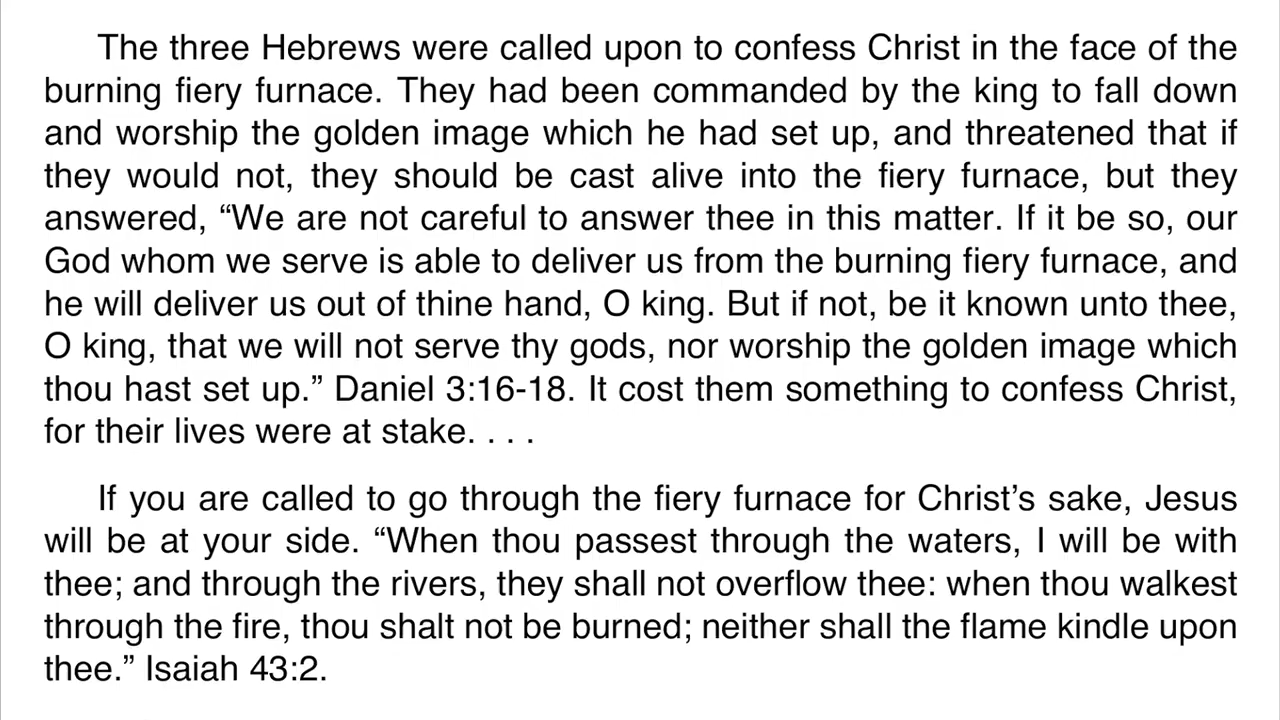 The three Hebrews were called upon to confess Christ in the face of the
burning fiery furnace. They had been commanded by the king to fall down
and worship the golden image which he had set up, and threatened that if
they would not, they should be cast alive into the fiery furnace, but they
answered, “We are not careful to answer thee in this matter. If it be so, our
God whom we serve is able to deliver us from the burning fiery furnace, and
he will deliver us out of thine hand, O king. But if not, be it known unto thee,
O king, that we will not serve thy gods, nor worship the golden image which
thou hast set up.” Daniel 3:16-18. It cost them something to confess Christ,
for their lives were at stake. . . .
If you are called to go through the fiery furnace for Christ’s sake, Jesus
will be at your side. “When thou passest through the waters, I will be with
thee; and through the rivers, they shall not overflow thee: when thou walkest
through the fire, thou shalt not be burned; neither shall the flame kindle upon
thee.” Isaiah 43:2.